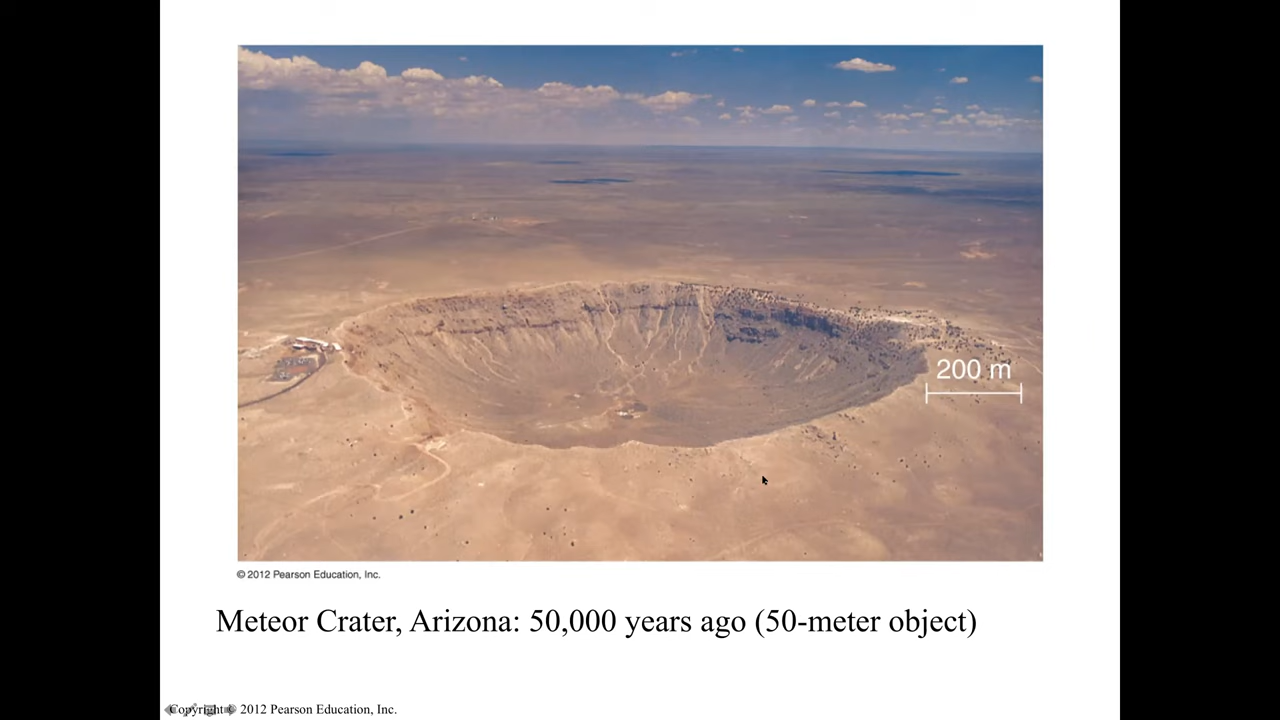 200 m
© 2012 Pearson Education, Inc.
Meteor Crater, Arizona: 50,000 years ago (50-meter object)
Copyright © 2012 Pearson Education, Inc.